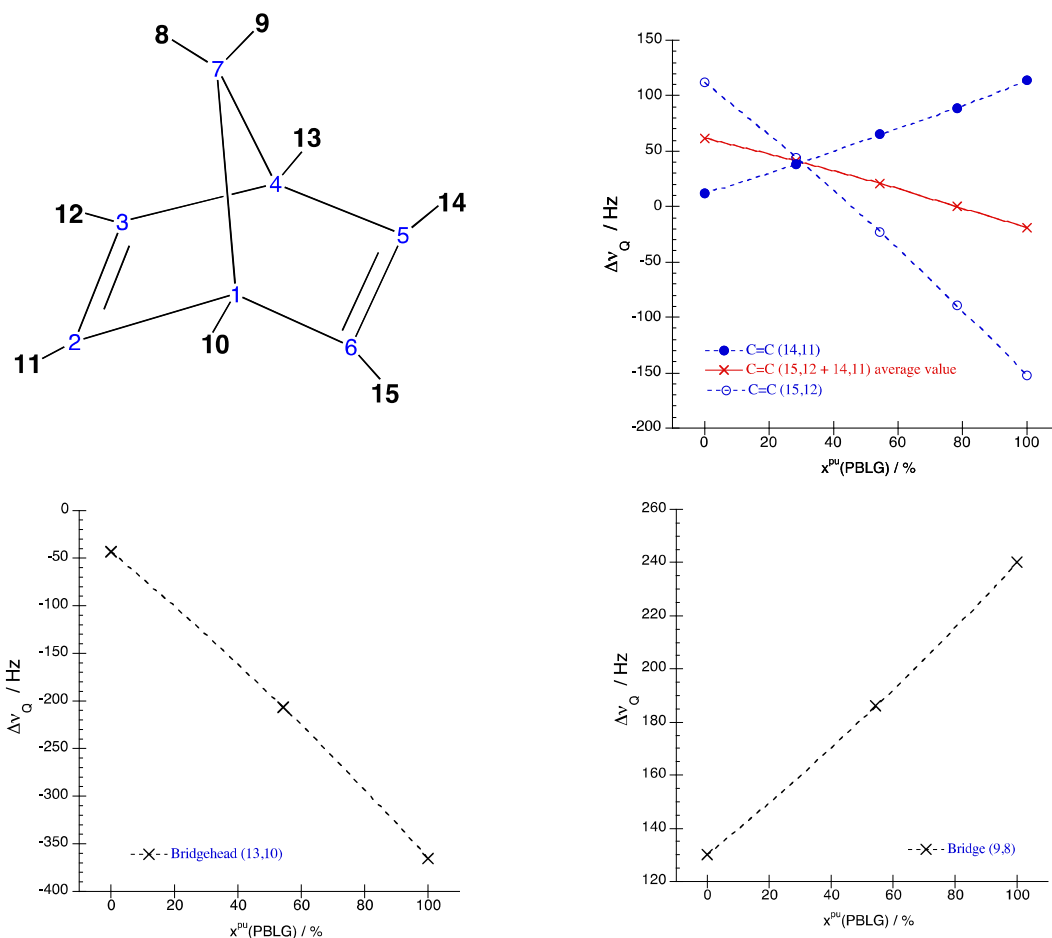 8
9
7
13
4
12
3
14
5
1
2
10
6
11
15
150
100
50
0
-50
-100
-150
-200
Δν_Q / Hz
C=C (14,11)
C=C (15,12 + 14,11) average value
C=C (15,12)
0 20 40 60 80 100
x^pu(PBLG) / %
0
-50
-100
-150
-200
-250
-300
-350
-400
Δν_Q / Hz
Bridgehead (13,10)
0 20 40 60 80 100
x^pu(PBLG) / %
260
240
220
200
180
160
130
120
Δν_Q / Hz
Bridge (9,8)
0 20 40 60 80 100
x^pu(PBLG) / %